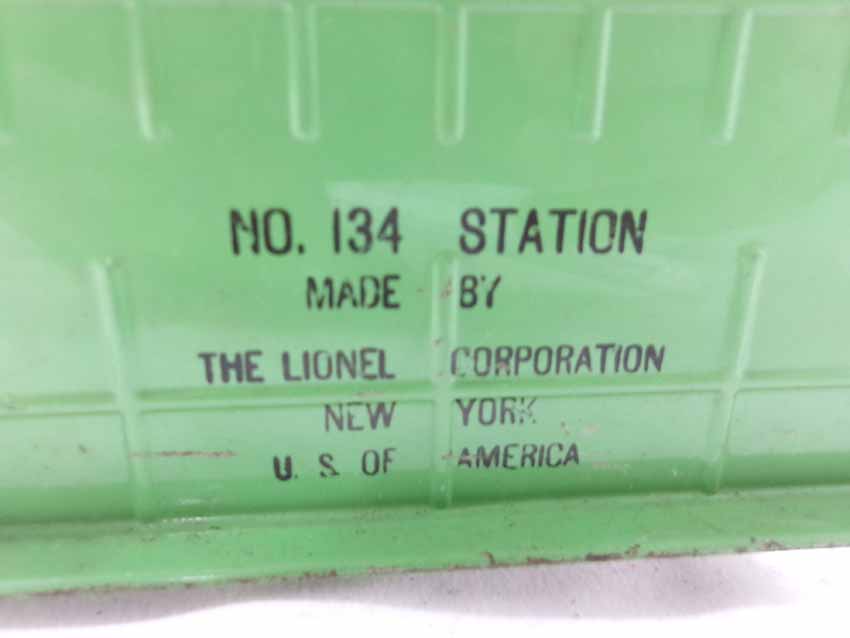 NO. 134 STATION
MADE BY
THE LIONEL CORPORATION
NEW YORK
U. S. OF AMERICA